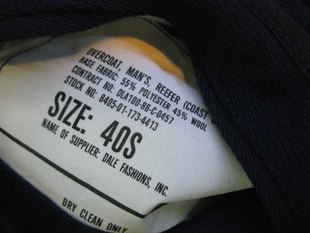 OVERCOAT, MAN'S, REEFER (COAST
BASE FABRIC: 55% POLYESTER 45% WOOL
CONTRACT NO: DLA100-86-C-0457
STOCK NO: 8405-01-173-4413
SIZE: 40S
NAME OF SUPPLIER: DALE FASHIONS, INC.
DRY CLEAN ONLY